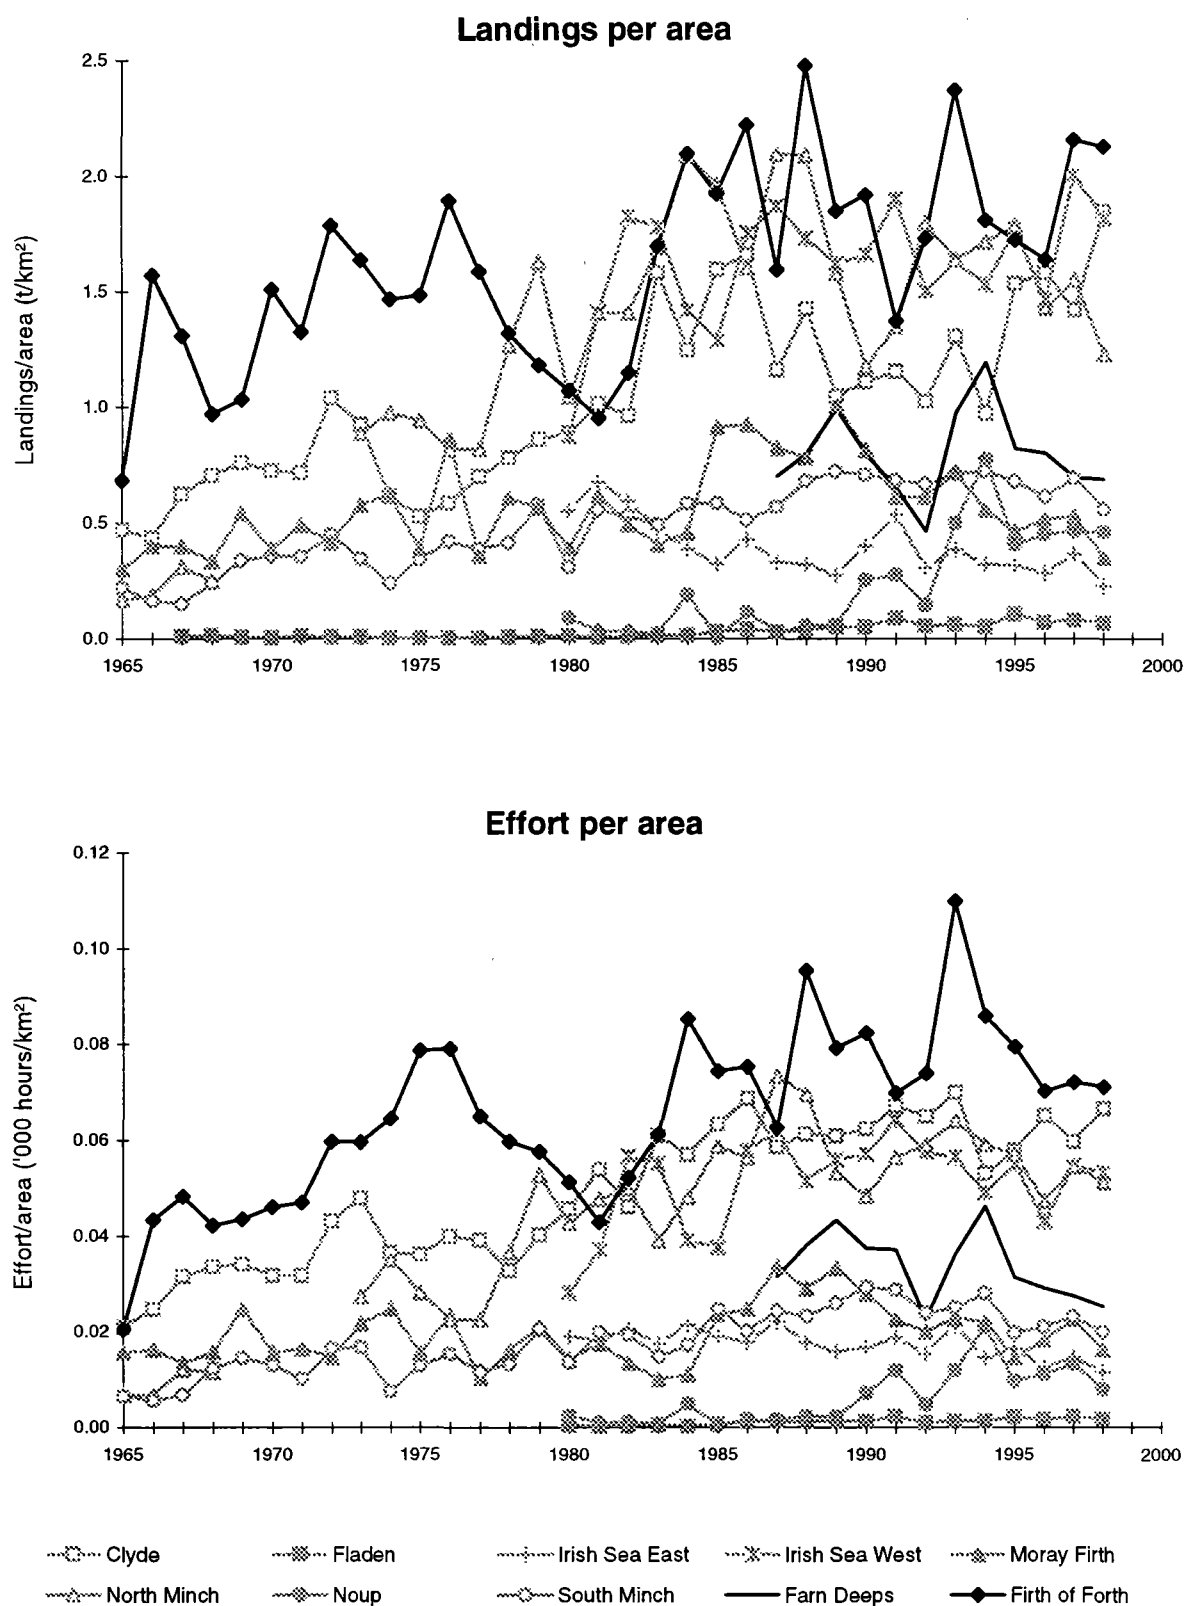 Landings per area
Landings/area (t/km²)
2.5
2.0
1.5
1.0
0.5
0.0
1965 1970 1975 1980 1985 1990 1995 2000
Effort per area
Effort/area ('000 hours/km²)
0.12
0.10
0.08
0.06
0.04
0.02
0.00
1965 1970 1975 1980 1985 1990 1995 2000
Clyde Fladen Irish Sea East Irish Sea West Moray Firth
North Minch Noup South Minch Farn Deeps Firth of Forth